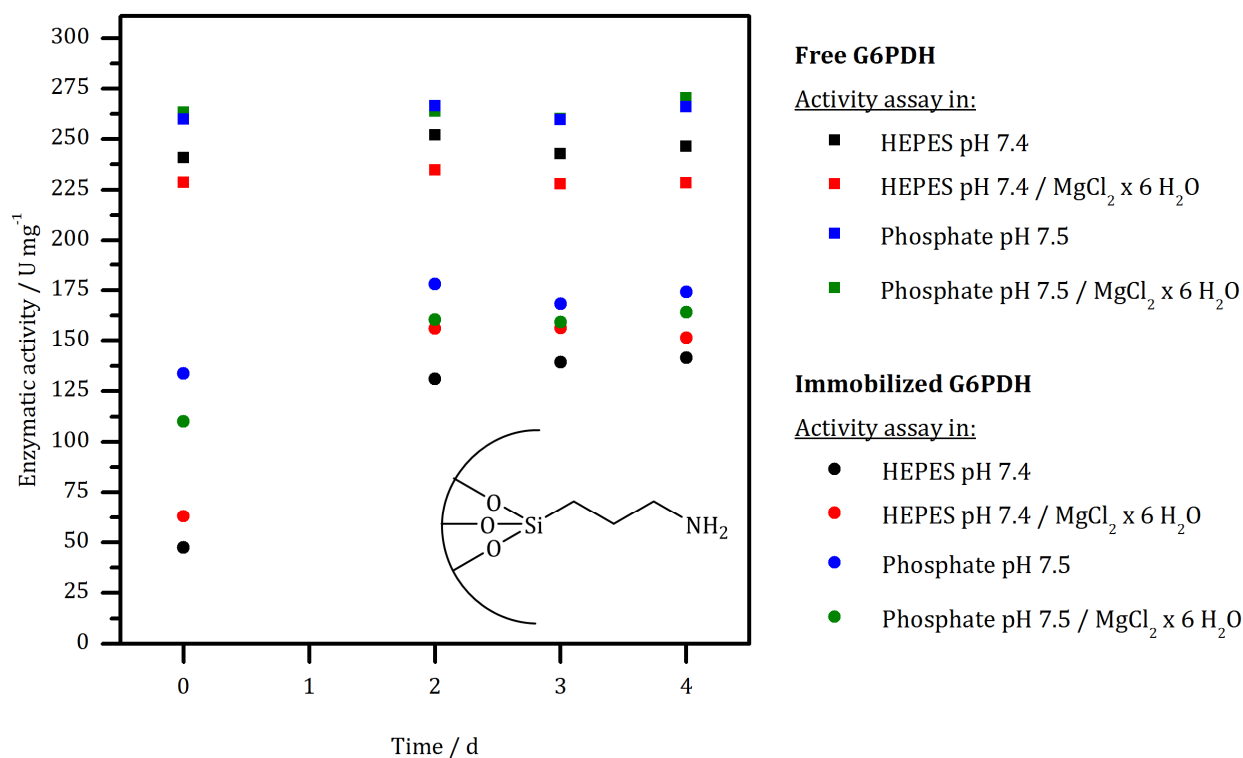 Enzymatic activity / U mg⁻¹
300
275
250
225
200
175
150
125
100
75
50
25
0
0 1 2 3 4
Time / d
O
O Si NH₂
O
Free G6PDH
Activity assay in:
HEPES pH 7.4
HEPES pH 7.4 / MgCl₂ x 6 H₂O
Phosphate pH 7.5
Phosphate pH 7.5 / MgCl₂ x 6 H₂O
Immobilized G6PDH
Activity assay in:
HEPES pH 7.4
HEPES pH 7.4 / MgCl₂ x 6 H₂O
Phosphate pH 7.5
Phosphate pH 7.5 / MgCl₂ x 6 H₂O